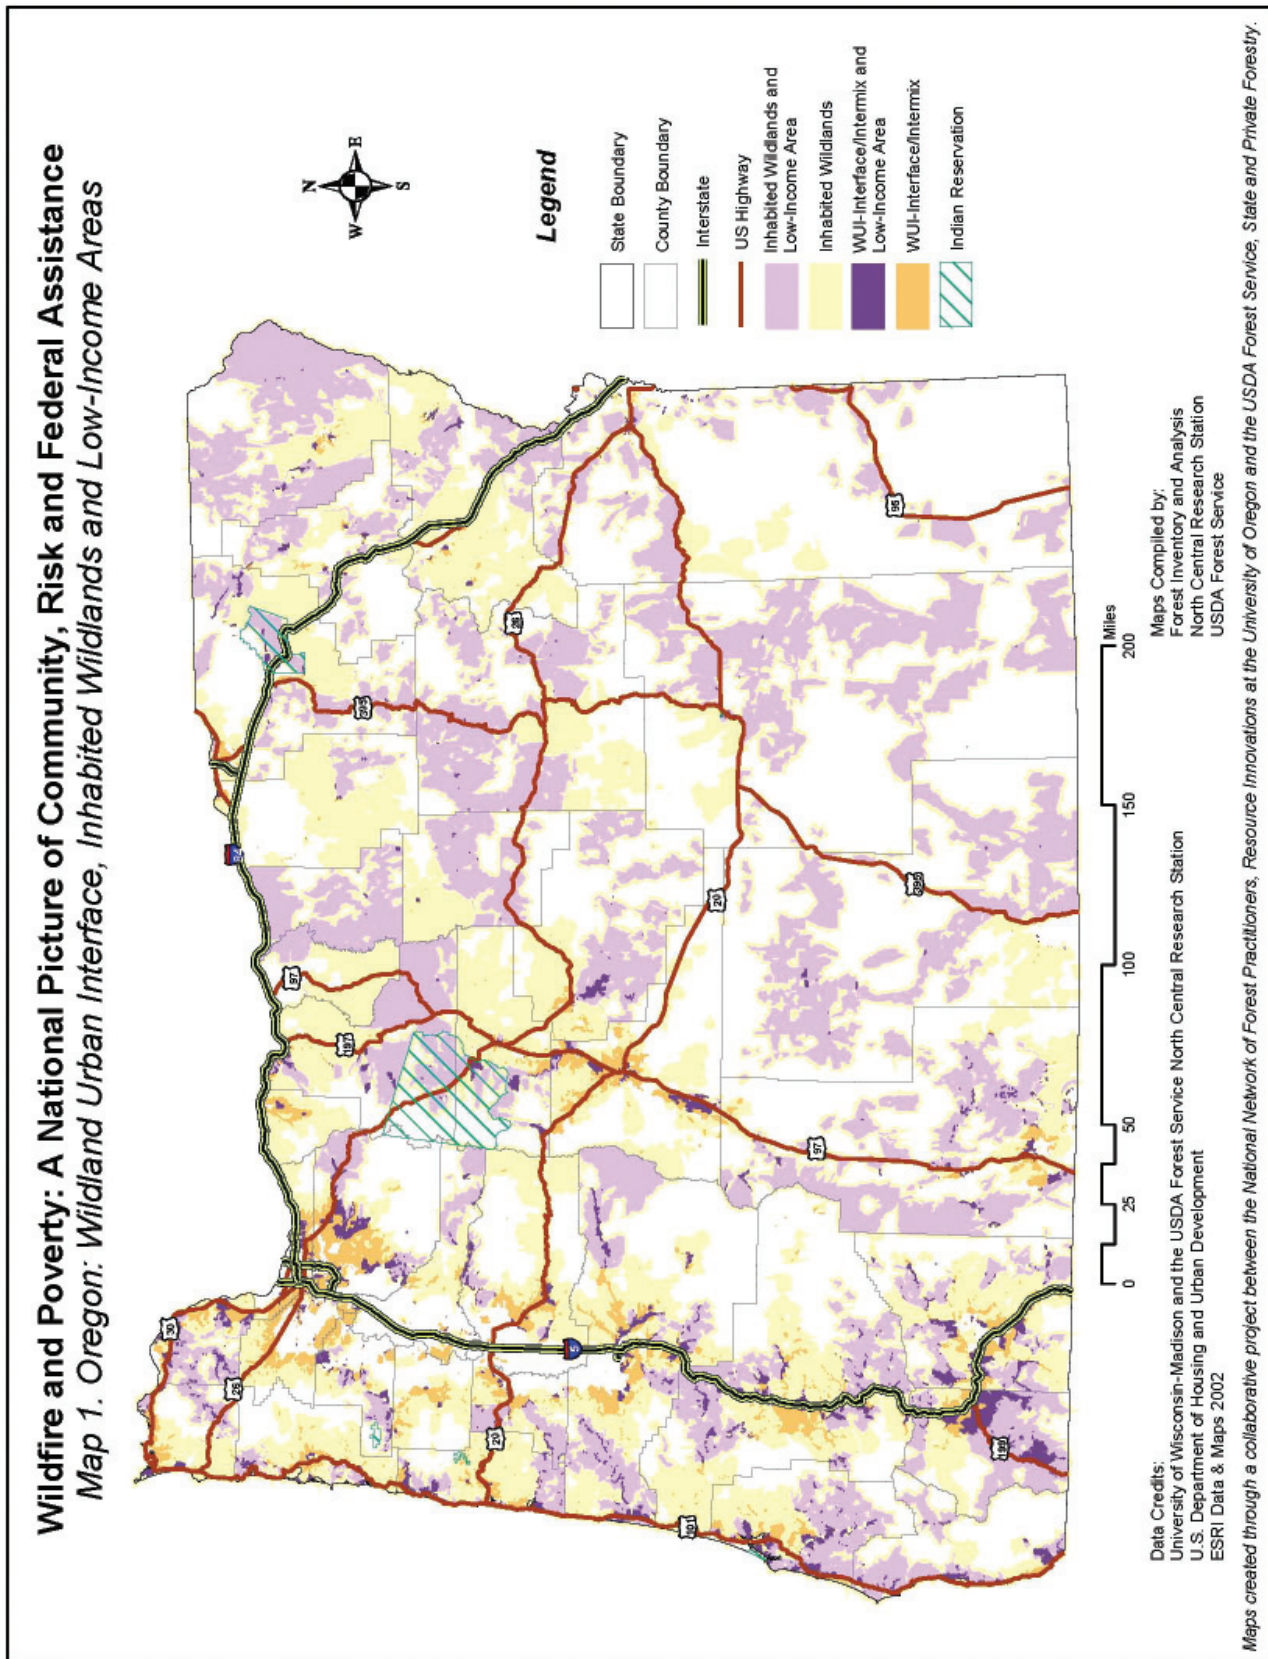 Wildfire and Poverty: A National Picture of Community, Risk and Federal Assistance
Map 1. Oregon: Wildland Urban Interface, Inhabited Wildlands and Low-Income Areas
N
W
E
S
Legend
State Boundary
County Boundary
Interstate
US Highway
Inhabited Wildlands and
Low-Income Area
Inhabited Wildlands
WUI-Interface/Intermix and
Low-Income Area
WUI-Interface/Intermix
Indian Reservation
30
26
101
20
5
199
197
97
97
84
26
20
395
395
95
0
25
50
100
150
200
Miles
Data Credits:
University of Wisconsin-Madison and the USDA Forest Service North Central Research Station
U.S. Department of Housing and Urban Development
ESRI Data & Maps 2002
Maps Compiled by:
Forest Inventory and Analysis
North Central Research Station
USDA Forest Service
Maps created through a collaborative project between the National Network of Forest Practitioners, Resource Innovations at the University of Oregon and the USDA Forest Service, State and Private Forestry.